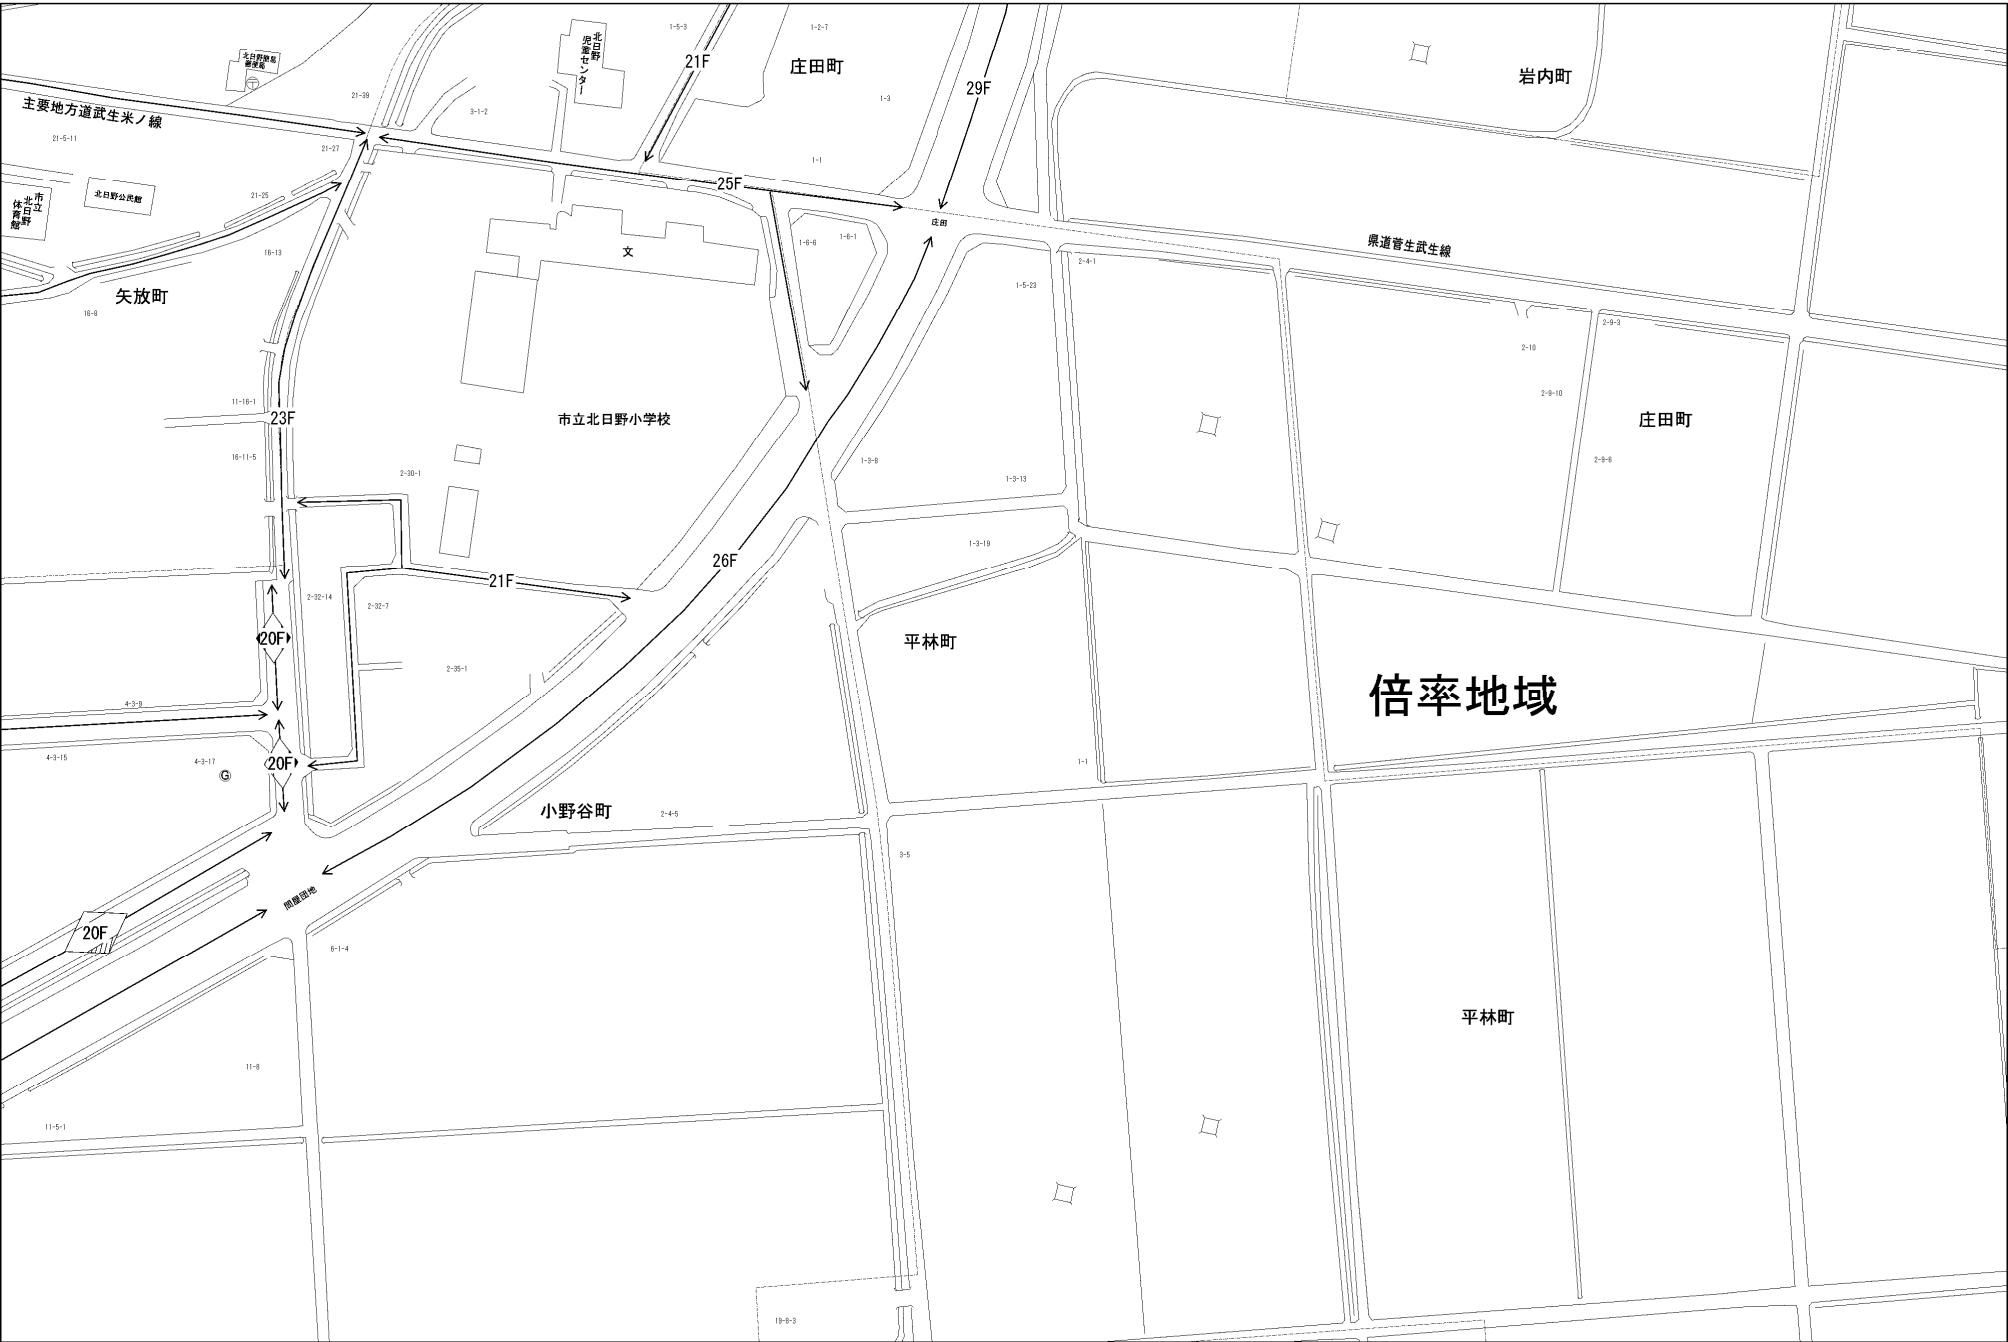 1-5-3
1-2-7
北日野簡易
郵便局
北日野
児童センター
21F
庄田町
岩内町
29F
21-39
1-3
主要地方道武生米ノ線
3-1-2
21-5-11
21-27
1-1
25F
市立
北日野
体育館
北日野公民館
21-25
庄田
1-6-6
1-6-1
県道菅生武生線
16-13
文
2-4-1
矢放町
1-5-23
16-8
2-9-3
2-10
11-16-1
2-9-10
23F
市立北日野小学校
庄田町
16-11-5
1-3-8
2-9-6
2-30-1
1-3-13
1-3-19
26F
21F
2-32-14
2-32-7
20F
平林町
2-35-1
倍率地域
4-3-9
4-3-15
4-3-17
20F
1-1
G
小野谷町
2-4-5
3-5
問屋団地
20F
6-1-4
平林町
11-8
11-5-1
19-8-3